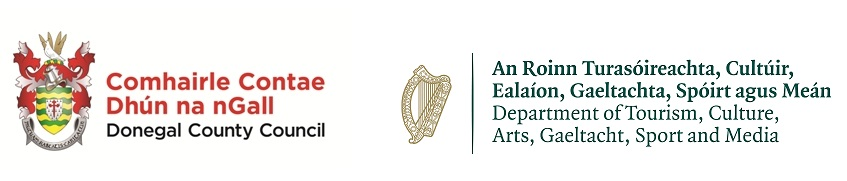 Comhairle Contae
Dhún na nGall
Donegal County Council
An Roinn Turasóireachta, Cultúir,
Ealaíon, Gaeltachta, Spóirt agus Meán
Department of Tourism, Culture,
Arts, Gaeltacht, Sport and Media